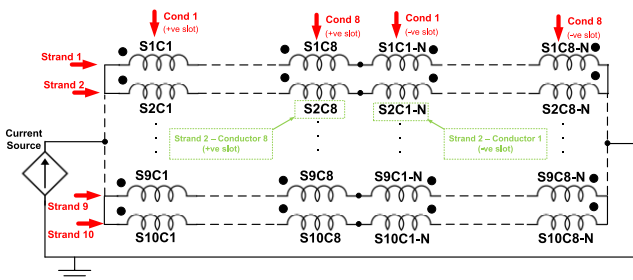 Cond 1 Cond 8 Cond 1 Cond 8
(+ve slot) (+ve slot) (-ve slot) (-ve slot)
S1C1 S1C8 S1C1-N S1C8-N
Strand 1
Strand 2
S2C1 S2C8 S2C1-N S2C8-N
Current
Source
Strand 2 – Conductor 8
(+ve slot)
Strand 2 – Conductor 1
(-ve slot)
S9C1 S9C8 S9C1-N S9C8-N
Strand 9
Strand 10
S10C1 S10C8 S10C1-N S10C8-N